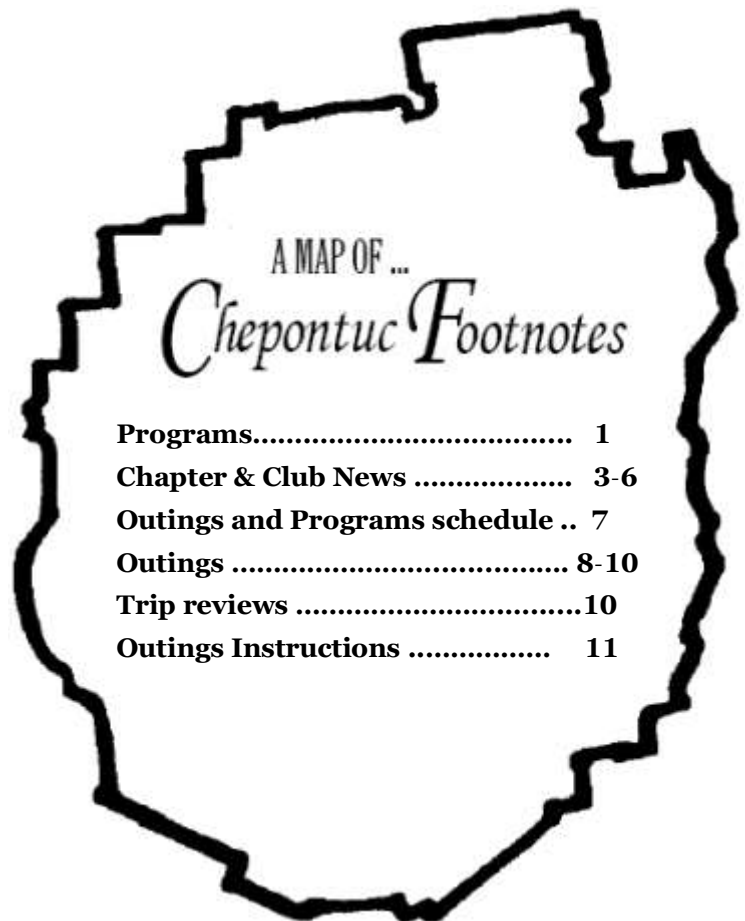 A MAP OF ...
Chepontuc Footnotes
Programs...................................... 1
Chapter & Club News ................... 3-6
Outings and Programs schedule .. 7
Outings ........................................ 8-10
Trip reviews ..................................10
Outings Instructions ................. 11